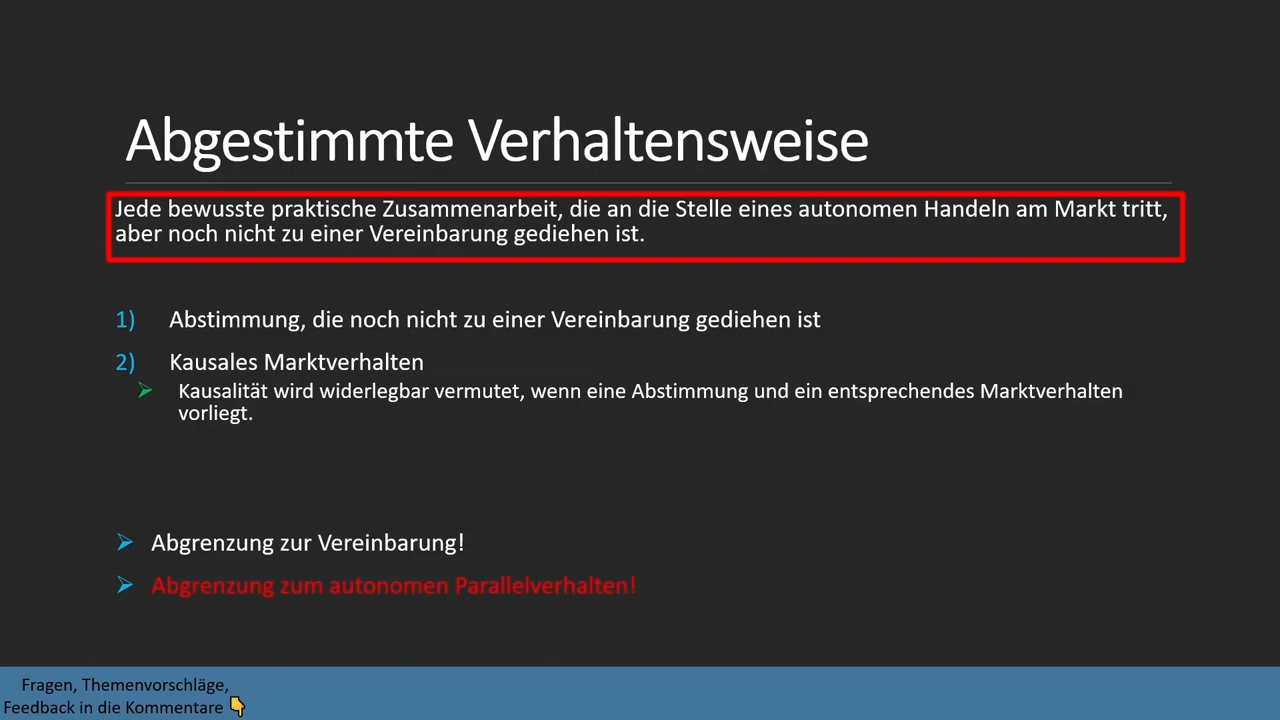 Abgestimmte Verhaltensweise
Jede bewusste praktische Zusammenarbeit, die an die Stelle eines autonomen Handeln am Markt tritt,
aber noch nicht zu einer Vereinbarung gediehen ist.
1) Abstimmung, die noch nicht zu einer Vereinbarung gediehen ist
2) Kausales Marktverhalten
Kausalität wird widerlegbar vermutet, wenn eine Abstimmung und ein entsprechendes Marktverhalten
vorliegt.
Abgrenzung zur Vereinbarung!
Abgrenzung zum autonomen Parallelverhalten!
Fragen, Themenvorschläge,
Feedback in die Kommentare